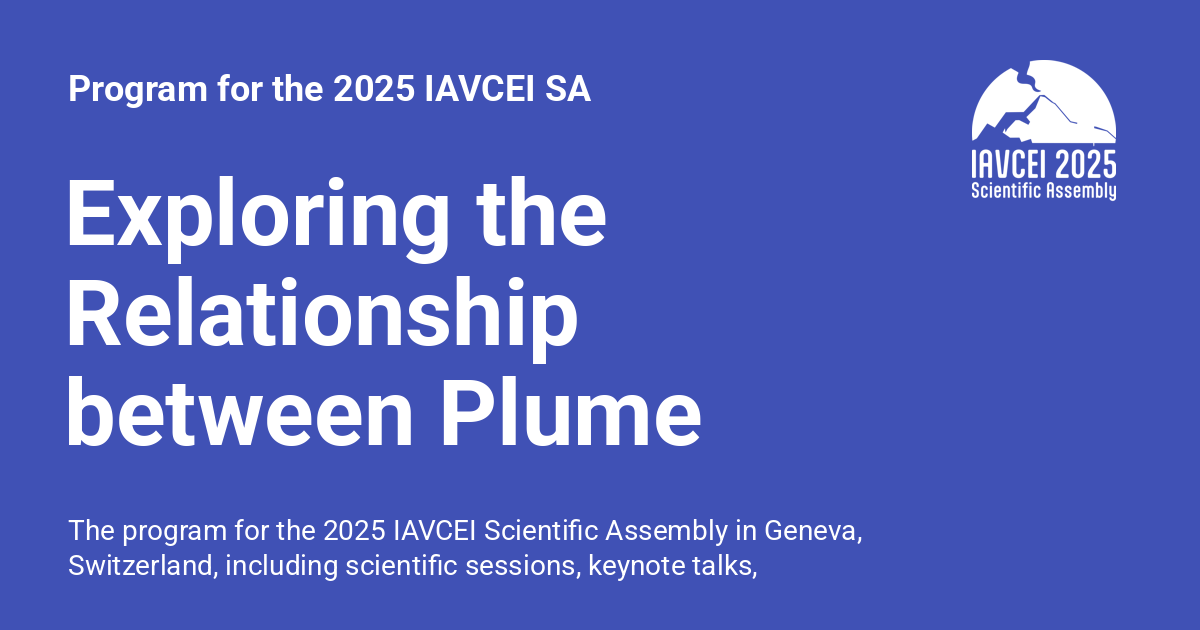 Program for the 2025 IAVCEI SA
IAVCEI 2025
Scientific Assembly
Exploring the
Relationship
between Plume
The program for the 2025 IAVCEI Scientific Assembly in Geneva,
Switzerland, including scientific sessions, keynote talks,